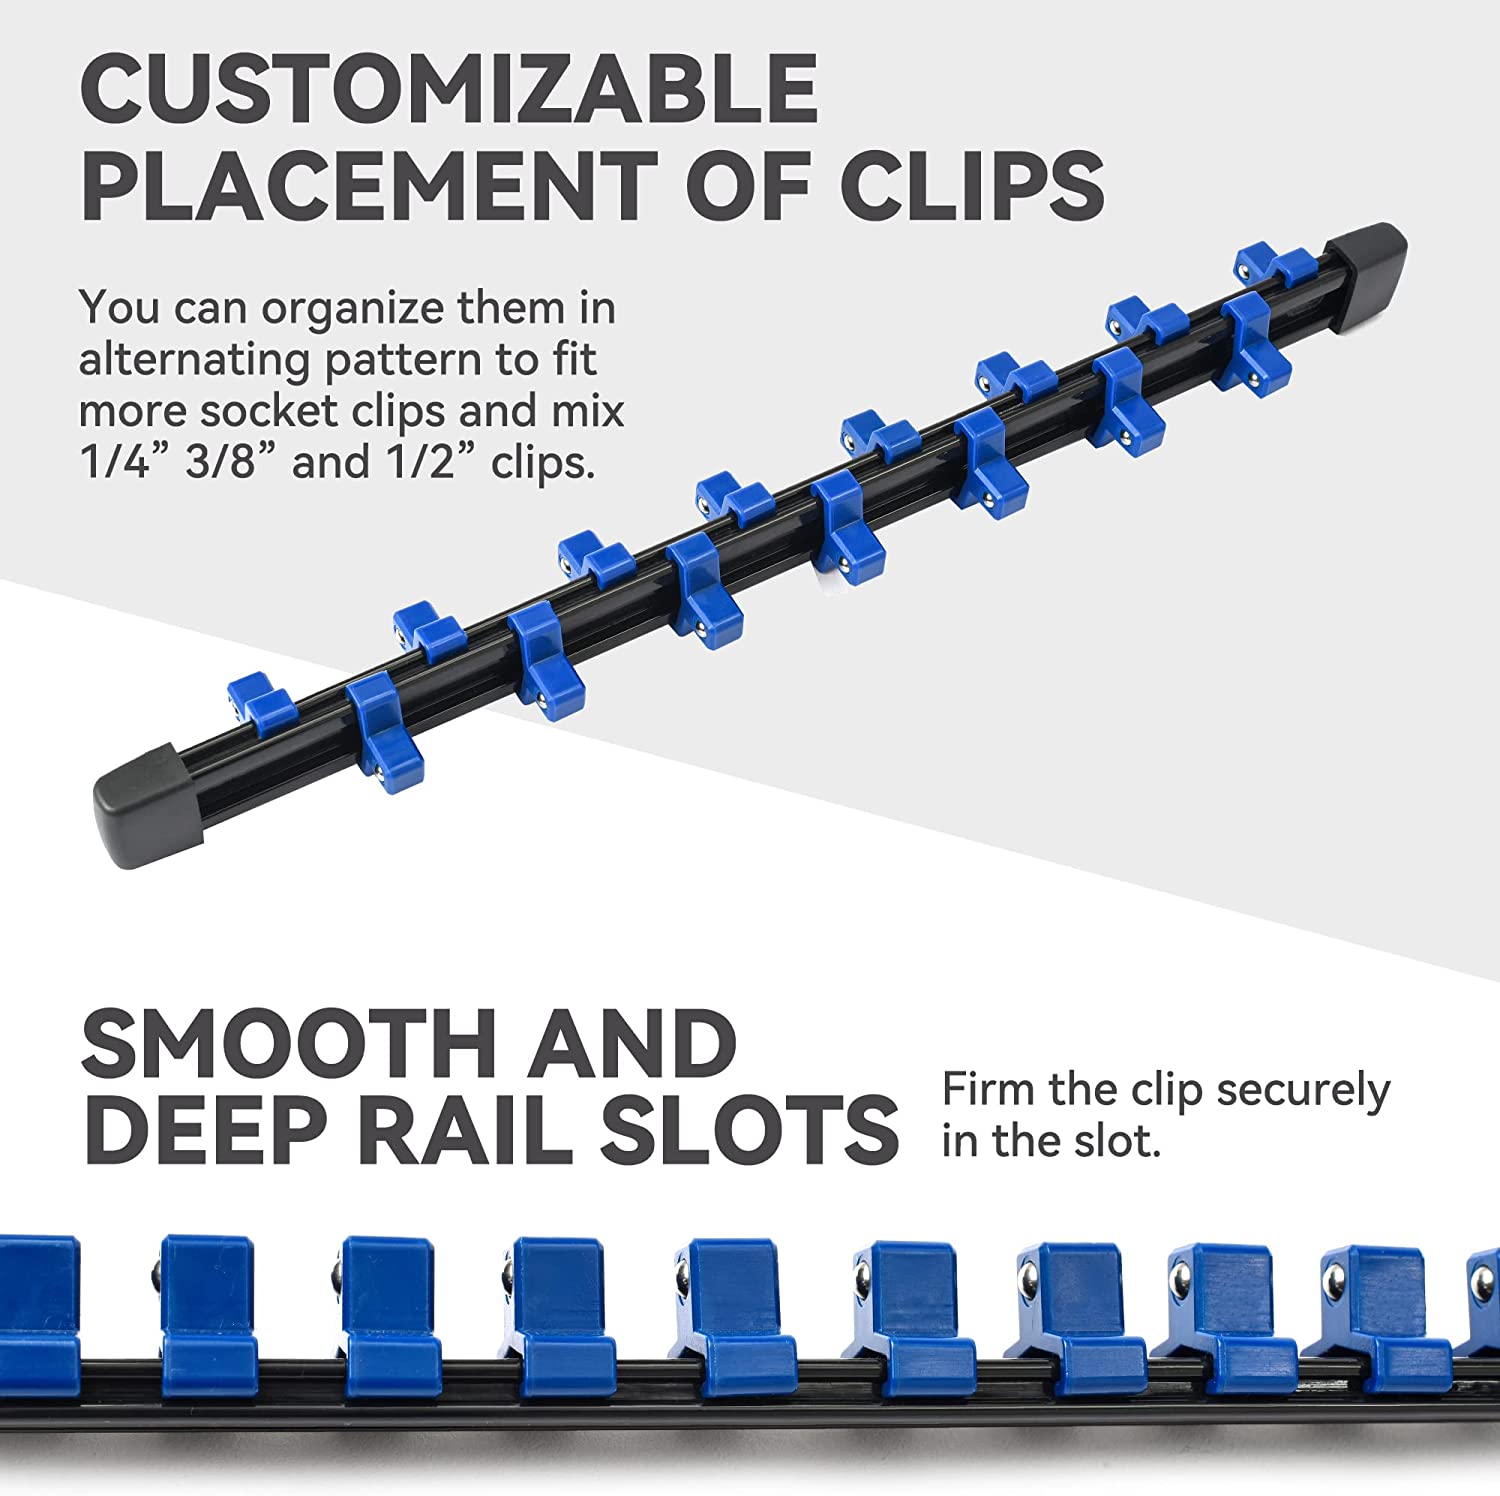 CUSTOMIZABLE
PLACEMENT OF CLIPS
You can organize them in
alternating pattern to fit
more socket clips and mix
1/4” 3/8” and 1/2” clips.
SMOOTH AND
DEEP RAIL SLOTS
Firm the clip securely
in the slot.